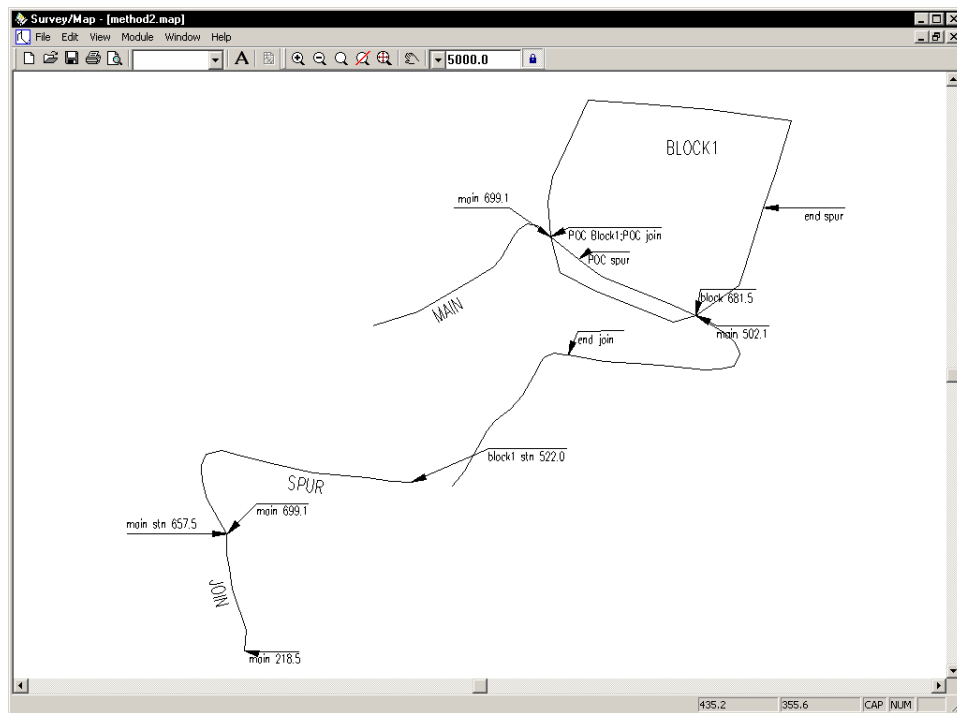 Survey/Map - [method2.map]
File Edit View Module Window Help
A 5000.0
BLOCK1
main 699.1
end spur
POC Block1;POC join
POC spur
block 681.5
MAIN
main 502.1
end join
block1 stn 522.0
SPUR
main 699.1
main stn 657.5
JOIN
main 218.5
435.2 355.6 CAP NUM